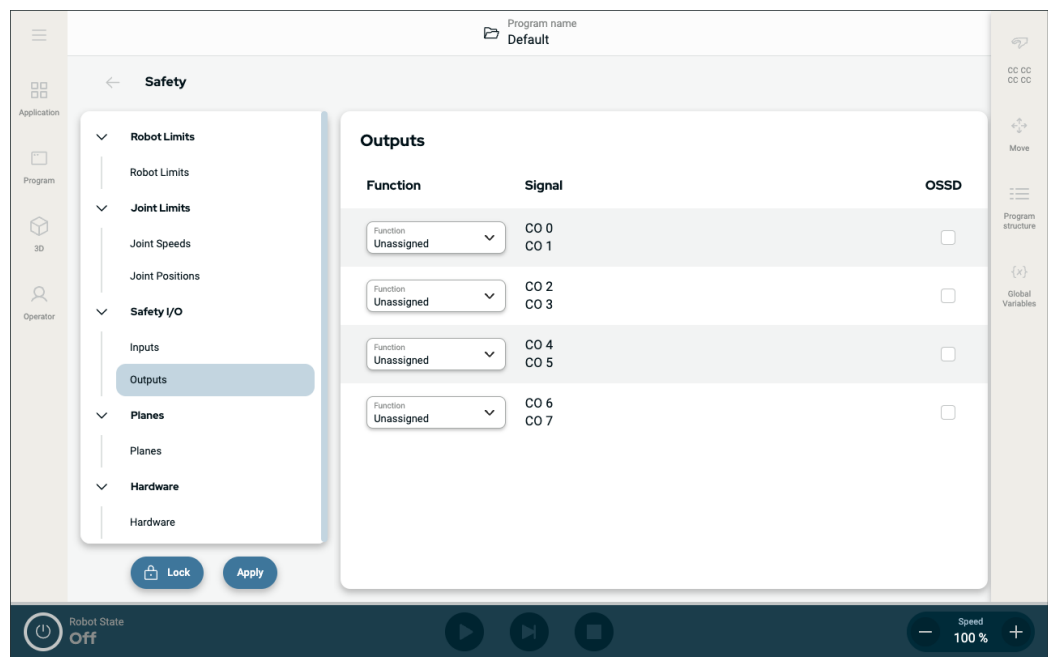 Program name
Default
Safety
CC CC
CC CC
Application
Program
3D
Operator
Robot Limits
Robot Limits
Joint Limits
Joint Speeds
Joint Positions
Safety I/O
Inputs
Outputs
Planes
Planes
Hardware
Hardware
Lock
Apply
Outputs
Function
Signal
OSSD
Function
Unassigned
CO 0
CO 1
Function
Unassigned
CO 2
CO 3
Function
Unassigned
CO 4
CO 5
Function
Unassigned
CO 6
CO 7
Move
Program
structure
{x}
Global
Variables
Robot State
Off
Speed
100 %